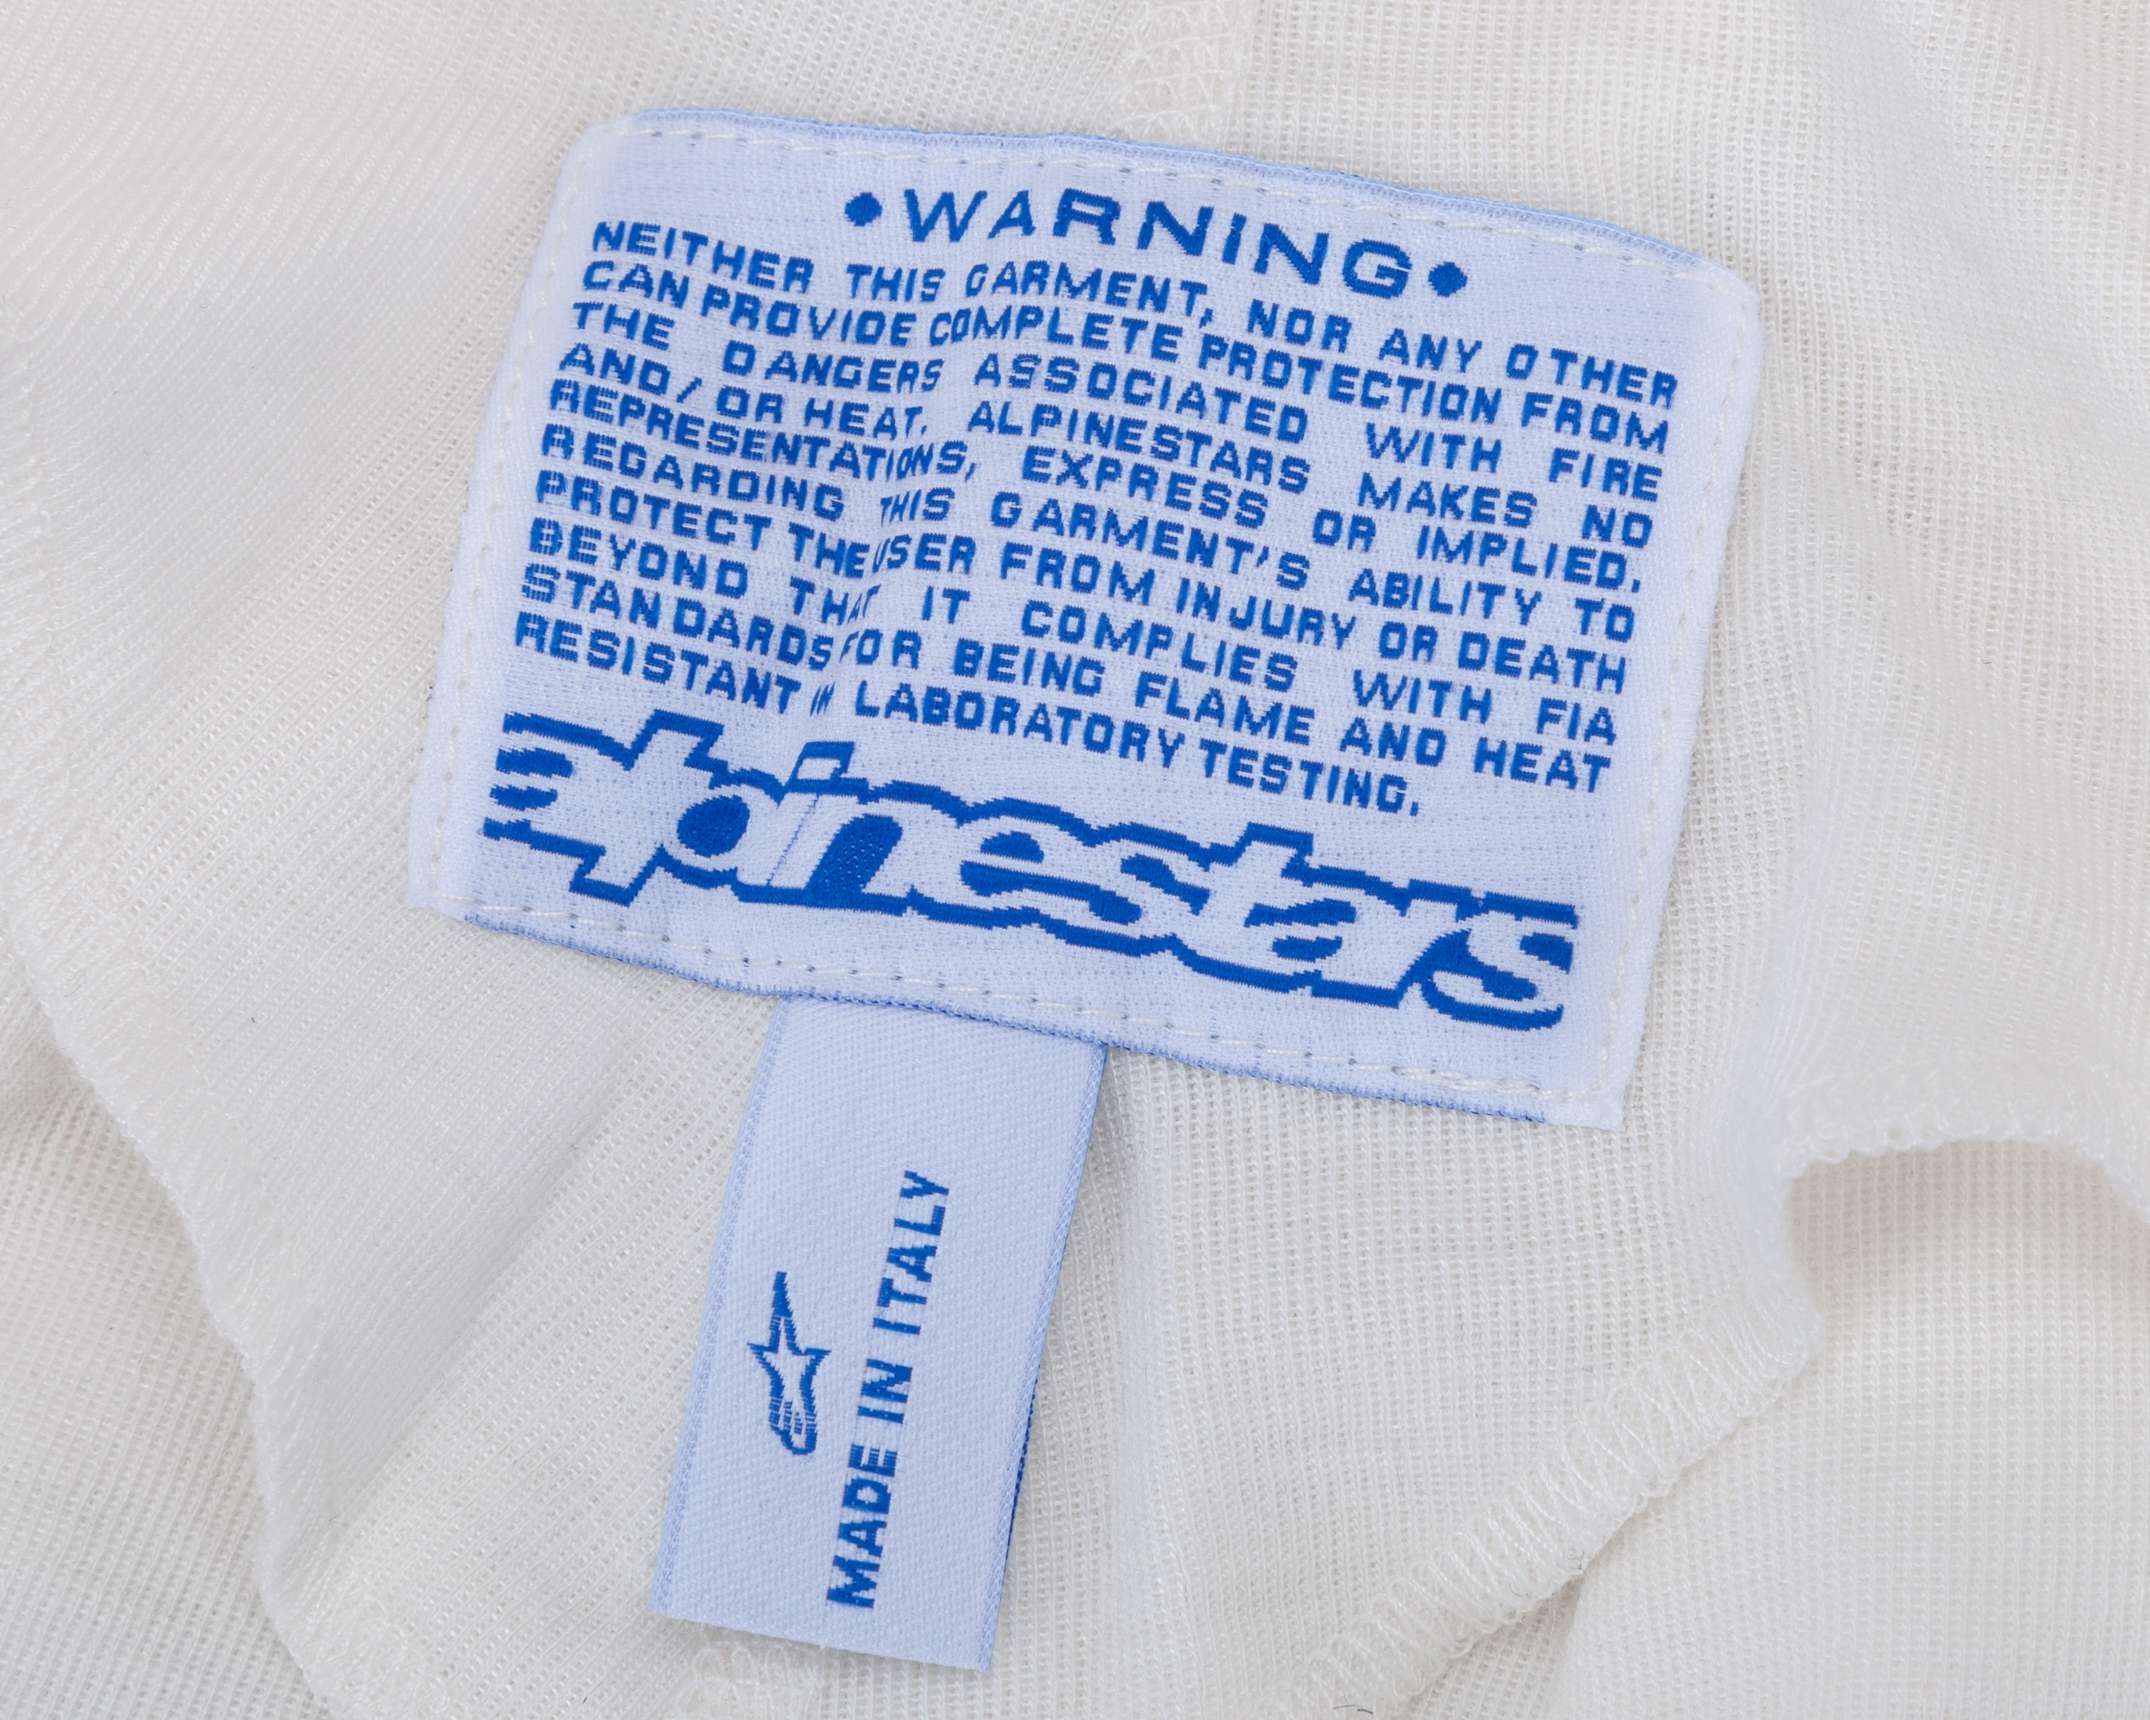 •WARNING•
NEITHER THIS GARMENT, NOR ANY OTHER
CAN PROVIDE COMPLETE PROTECTION FROM
THE DANGERS ASSOCIATED WITH FIRE
AND/OR HEAT. ALPINESTARS MAKES NO
REPRESENTATIONS, EXPRESS OR IMPLIED,
REGARDING THIS GARMENT'S ABILITY TO
PROTECT THE USER FROM INJURY OR DEATH
BEYOND THAT IT COMPLIES WITH FIA
STANDARDS FOR BEING FLAME AND HEAT
RESISTANT IN LABORATORY TESTING.
alpinestars
MADE IN ITALY